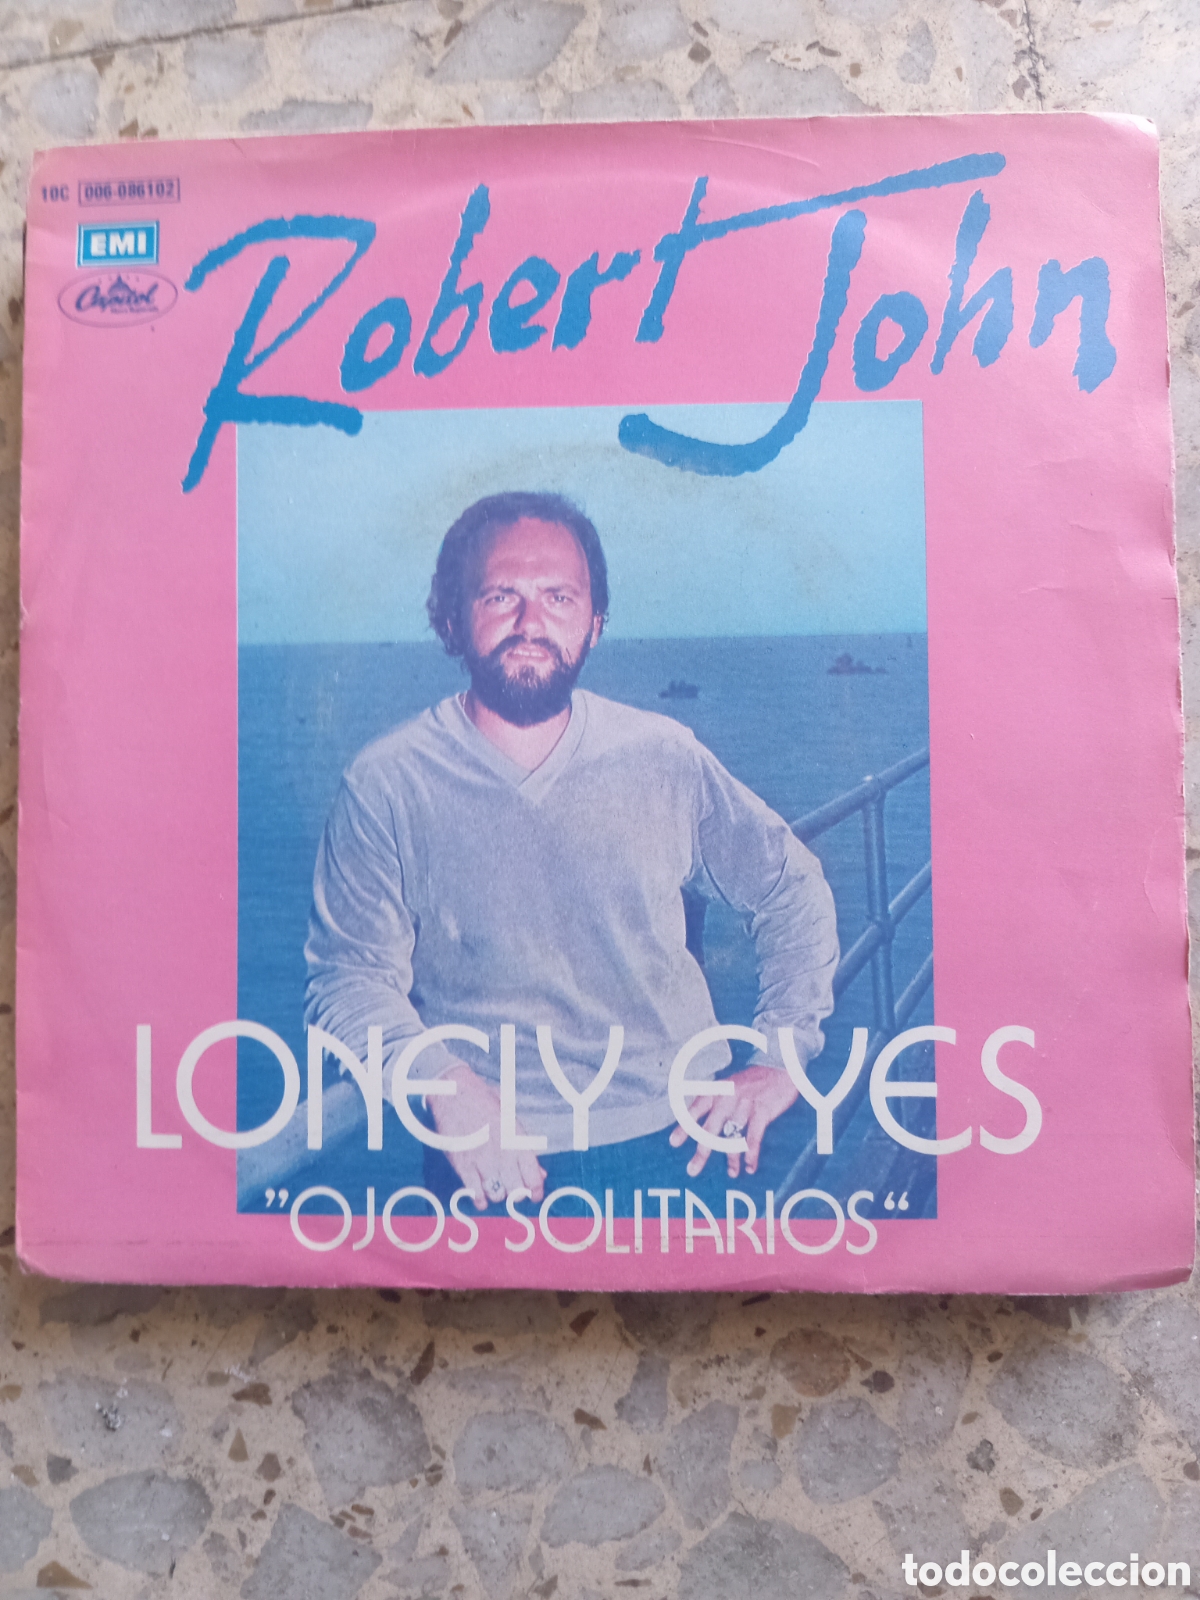 10C 006-086102
EMI
Capitol
Robert John
LONELY EYES
"OJOS SOLITARIOS"
todocoleccion